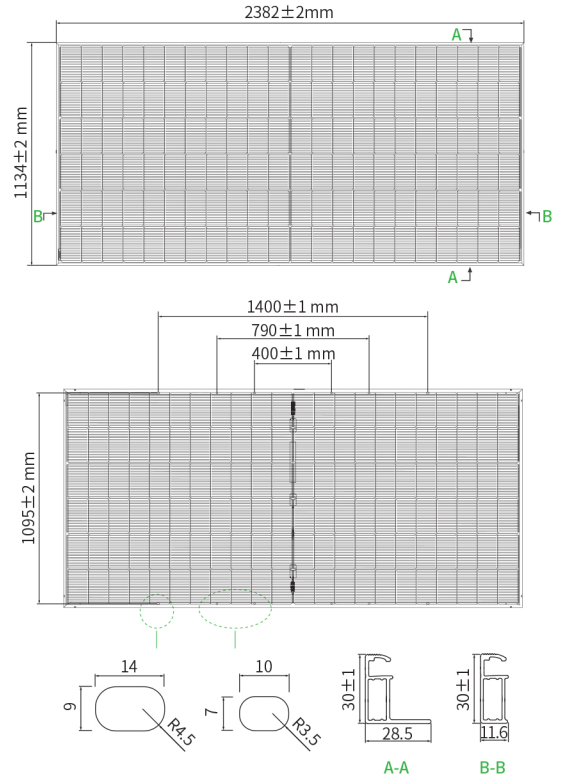 2382±2mm
A
1134±2 mm
B
B
A
1400±1 mm
790±1 mm
400±1 mm
1095±2 mm
14
10
9
7
R4.5
R3.5
30±1
30±1
28.5
11.6
A-A
B-B